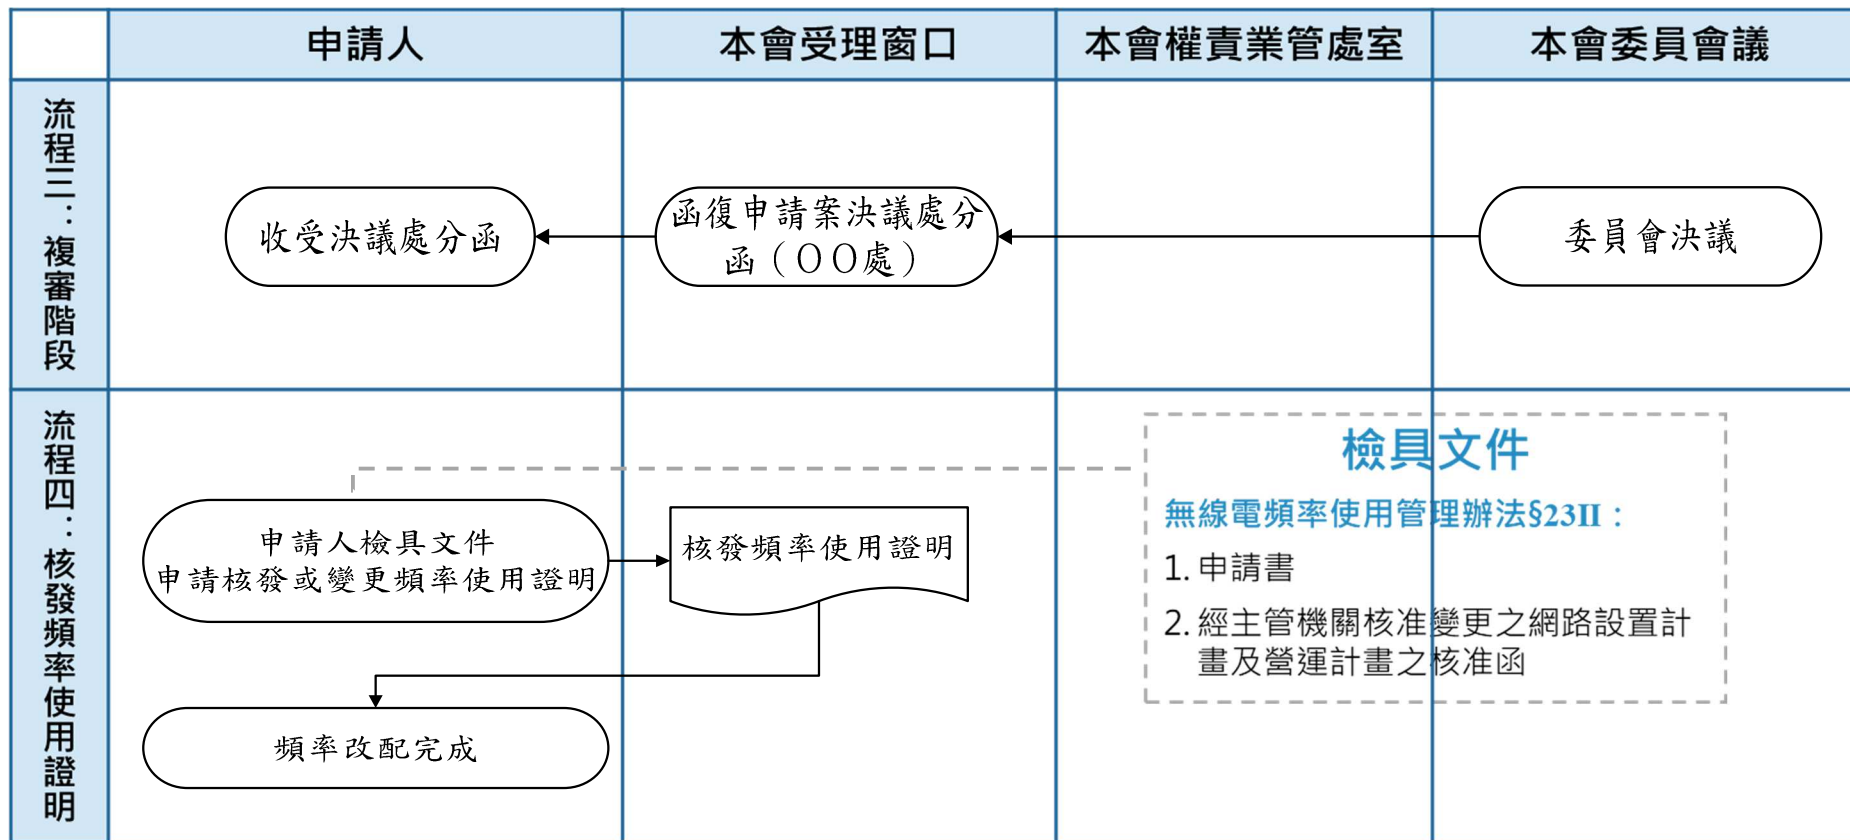 申請人
本會受理窗口
本會權責業管處室
本會委員會議
流程三：複審階段
收受決議處分函
函復申請案決議處分
函（ＯＯ處）
委員會決議
流程四：核發頻率使用證明
申請人檢具文件
申請核發或變更頻率使用證明
核發頻率使用證明
頻率改配完成
檢具文件
無線電頻率使用管理辦法§23II：
1. 申請書
2. 經主管機關核准變更之網路設置計
畫及營運計畫之核准函